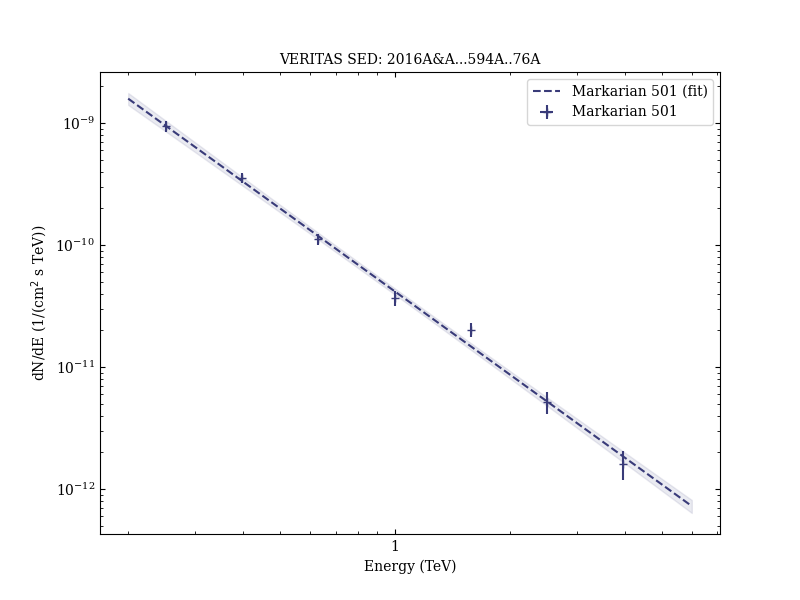 VERITAS SED: 2016A&A...594A..76A
Markarian 501 (fit)
Markarian 501
10⁻⁹
10⁻¹⁰
10⁻¹¹
10⁻¹²
dN/dE (1/(cm² s TeV))
1
Energy (TeV)